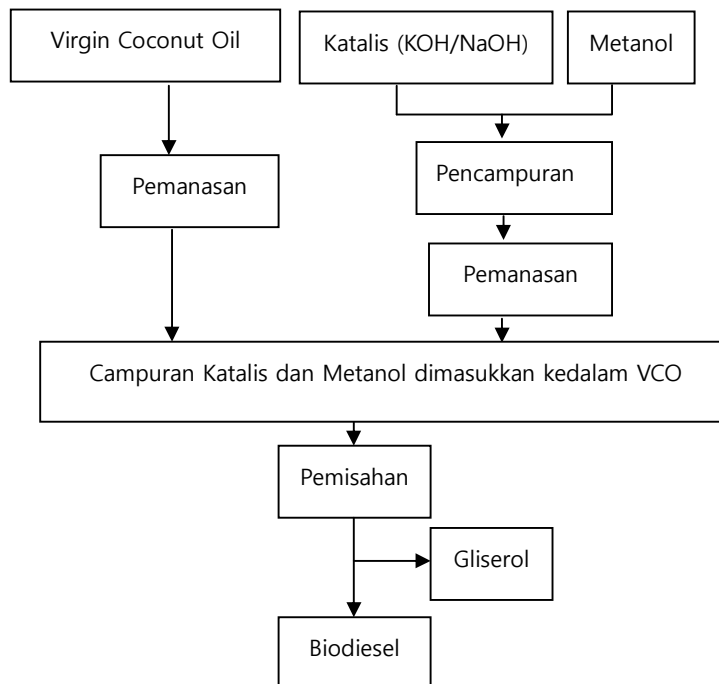 Virgin Coconut Oil
Katalis (KOH/NaOH)
Metanol
Pemanasan
Pencampuran
Pemanasan
Campuran Katalis dan Metanol dimasukkan kedalam VCO
Pemisahan
Gliserol
Biodiesel